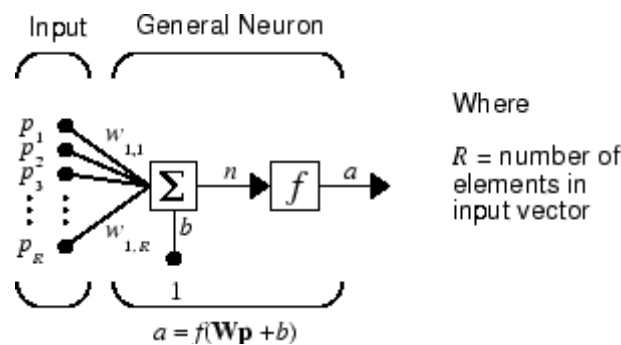 Input General Neuron
p1 w1,1
p2
p3
Σ n f a
pR w1,R b
1
a = f(Wp +b)
Where
R = number of
elements in
input vector